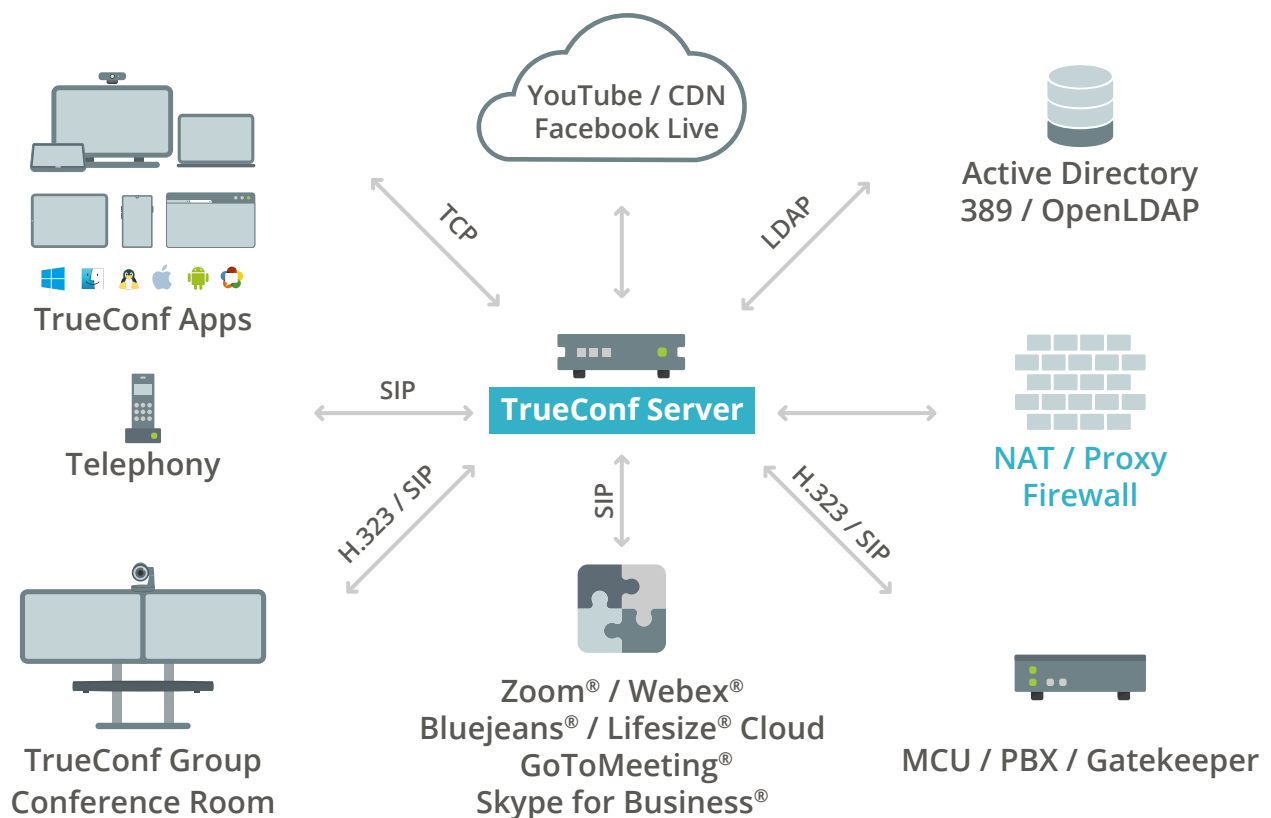 YouTube / CDN
Facebook Live
Active Directory
389 / OpenLDAP
TCP
LDAP
TrueConf Apps
SIP
TrueConf Server
Telephony
NAT / Proxy
Firewall
H.323 / SIP
SIP
H.323 / SIP
Zoom® / Webex®
Bluejeans® / Lifesize® Cloud
GoToMeeting®
Skype for Business®
TrueConf Group
Conference Room
MCU / PBX / Gatekeeper